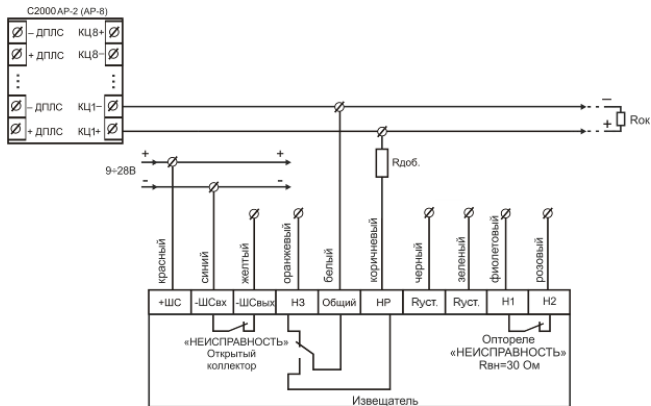 С2000 АР-2 (АР-8)
– ДПЛС КЦ8+
+ ДПЛС КЦ8–
– ДПЛС КЦ1–
+ ДПЛС КЦ1+
–
+
Rок
+
9÷28В
-
+
-
Rдоб.
красный
синий
желтый
оранжевый
белый
коричневый
черный
зеленый
фиолетовый
розовый
+ШС
-ШСвх
-ШСвых
НЗ
Общий
НР
Rуст.
Rуст.
Н1
Н2
«НЕИСПРАВНОСТЬ»
Открытый
коллектор
Оптореле
«НЕИСПРАВНОСТЬ»
Rвн=30 Ом
Извещатель